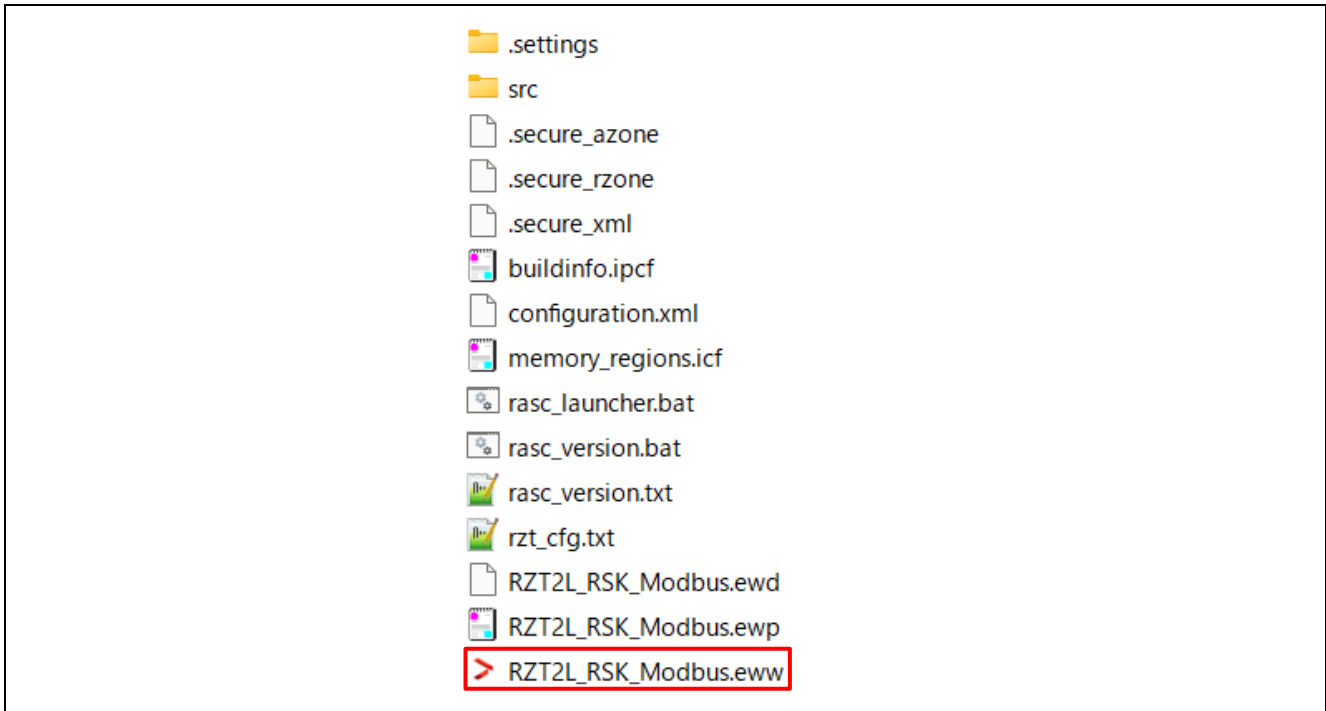 .settings
src
.secure_azone
.secure_rzone
.secure_xml
buildinfo.ipcf
configuration.xml
memory_regions.icf
rasc_launcher.bat
rasc_version.bat
rasc_version.txt
rzt_cfg.txt
RZT2L_RSK_Modbus.ewd
RZT2L_RSK_Modbus.ewp
RZT2L_RSK_Modbus.eww